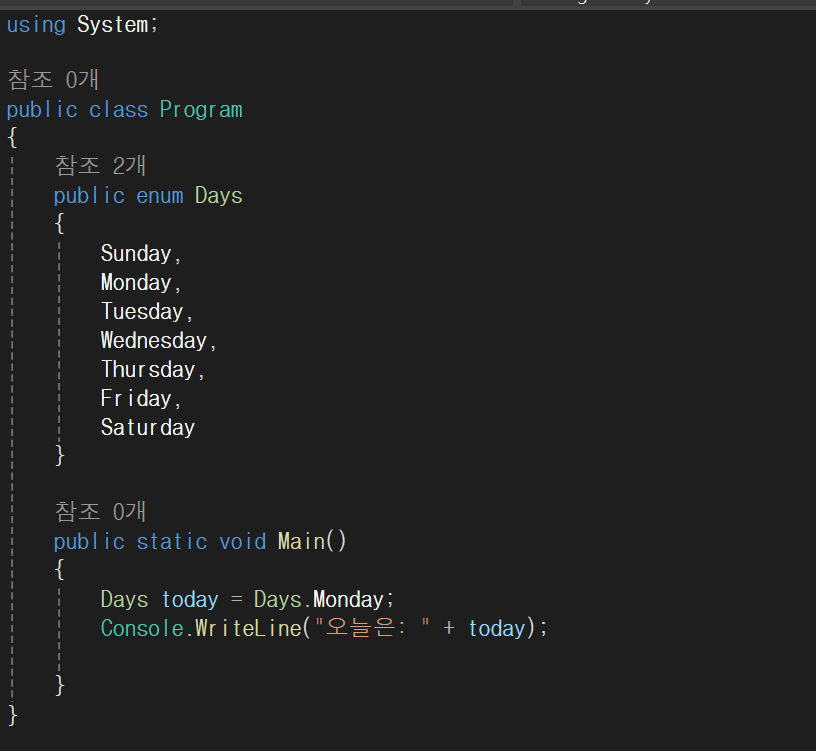 using System;
참조 0개
public class Program
{
참조 2개
public enum Days
{
Sunday,
Monday,
Tuesday,
Wednesday,
Thursday,
Friday,
Saturday
}
참조 0개
public static void Main()
{
Days today = Days.Monday;
Console.WriteLine("오늘은: " + today);
}
}